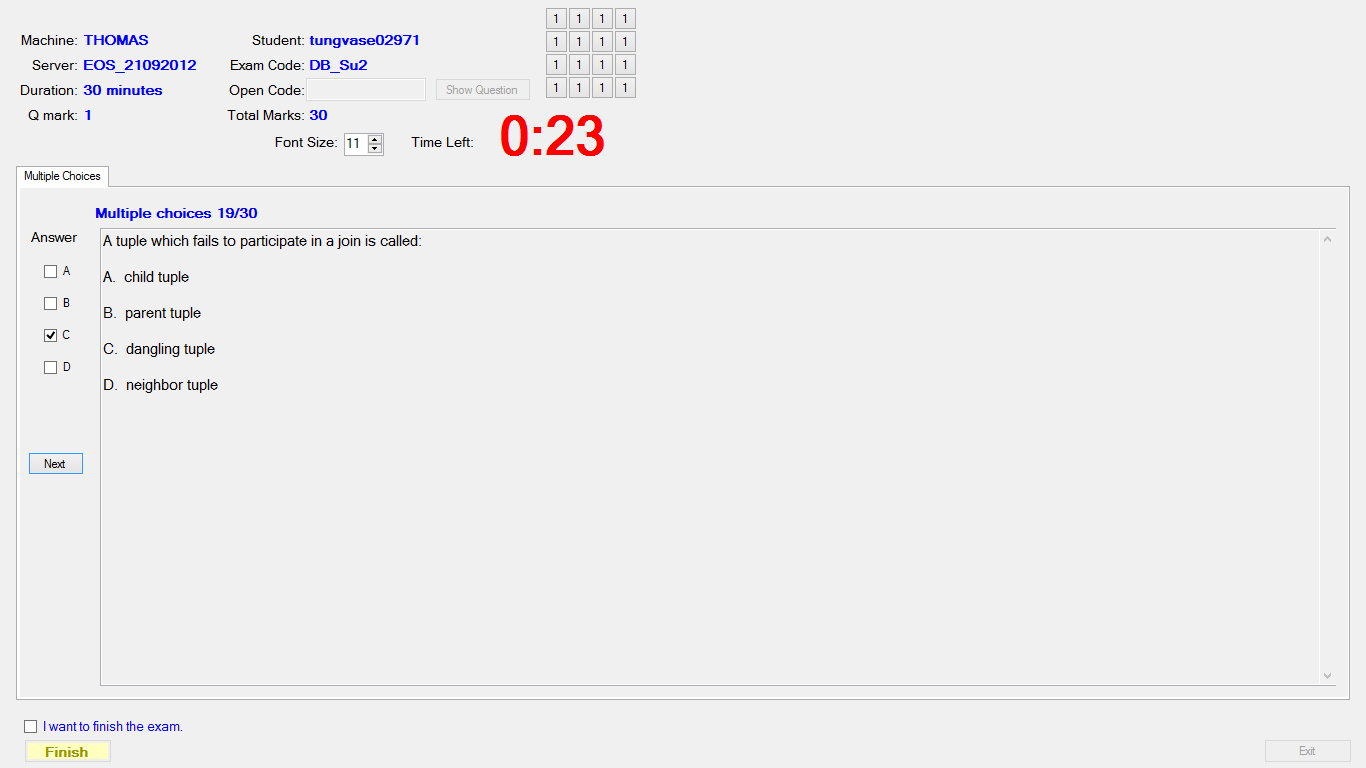 Machine: THOMAS
Student: tungvase02971
Server: EOS_21092012
Exam Code: DB_Su2
Duration: 30 minutes
Open Code:
Show Question
Q mark: 1
Total Marks: 30
1 1 1 1
1 1 1 1
1 1 1 1
1 1 1 1
Font Size: 11
Time Left: 0:23
Multiple Choices
Multiple choices 19/30
Answer
A
B
C
D
Next
A tuple which fails to participate in a join is called:
A. child tuple
B. parent tuple
C. dangling tuple
D. neighbor tuple
I want to finish the exam.
Finish
Exit